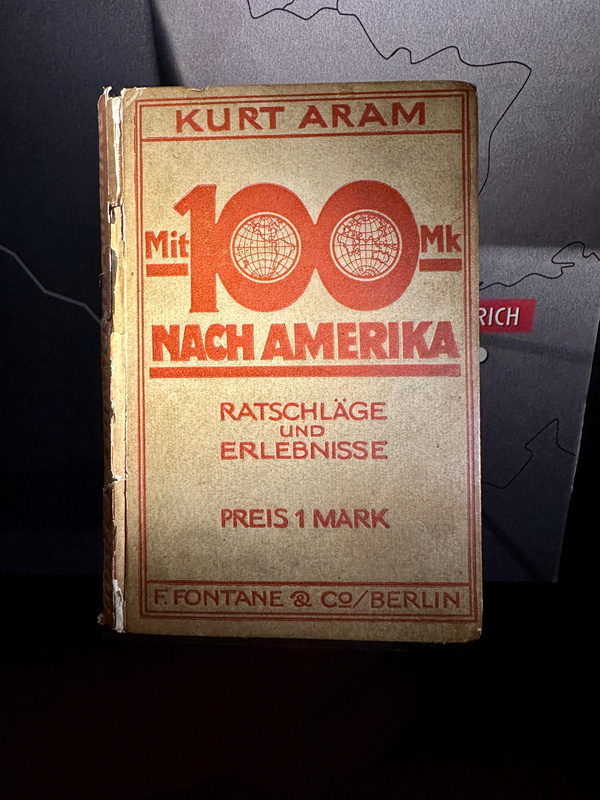 KURT ARAM
Mit 100 Mk
NACH AMERIKA
RATSCHLÄGE
UND
ERLEBNISSE
PREIS 1 MARK
F. FONTANE & Co/BERLIN
RICH